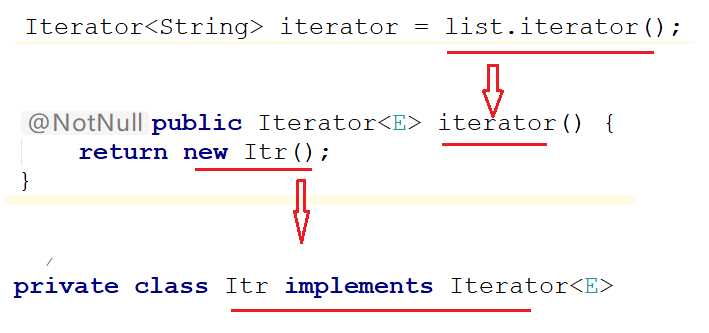 Iterator<String> iterator = list.iterator();
@NotNull public Iterator<E> iterator() {
return new Itr();
}
/
private class Itr implements Iterator<E>